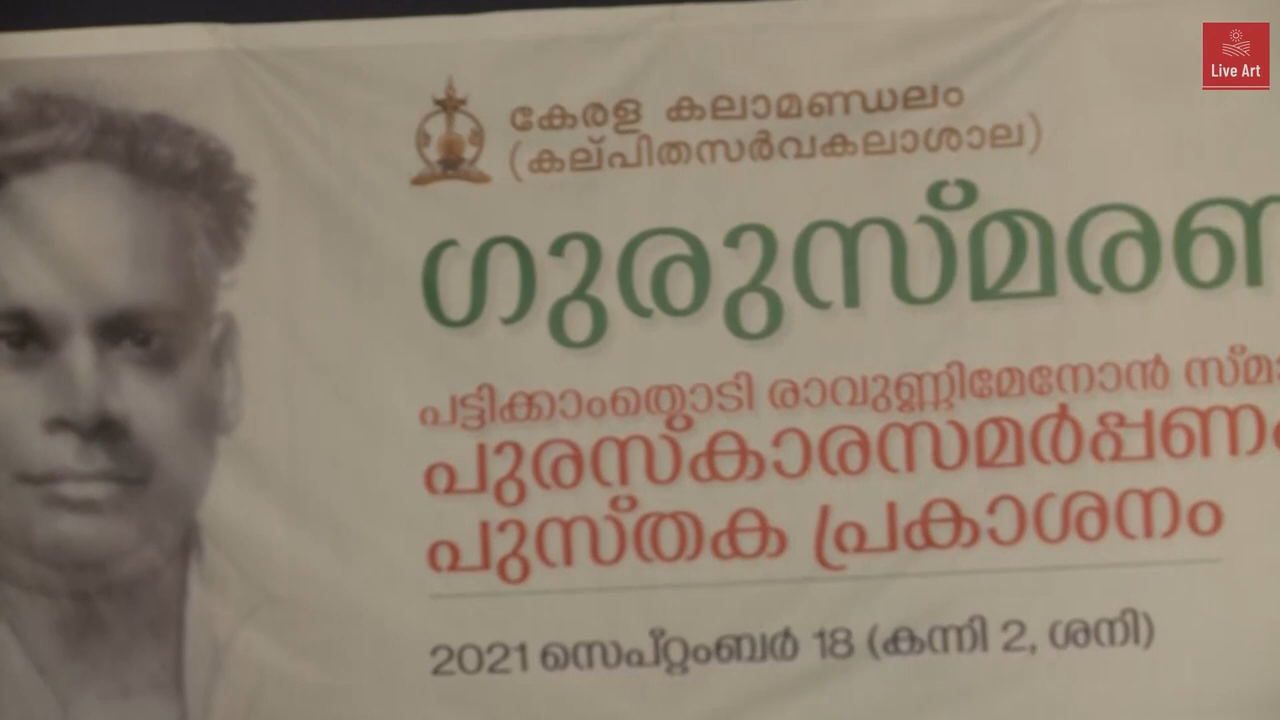 Live Art
കേരള കലാമണ്ഡലം
(കല്പിതസർവകലാശാല)
ഗുരുസ്മരണ
പട്ടിക്കാംതൊടി രാവുണ്ണിമേനോൻ
പുരസ്കാരസമർപ്പണം
പുസ്തക പ്രകാശനം
2021 സെപ്റ്റംബർ 18 (കന്നി 2, ശനി)